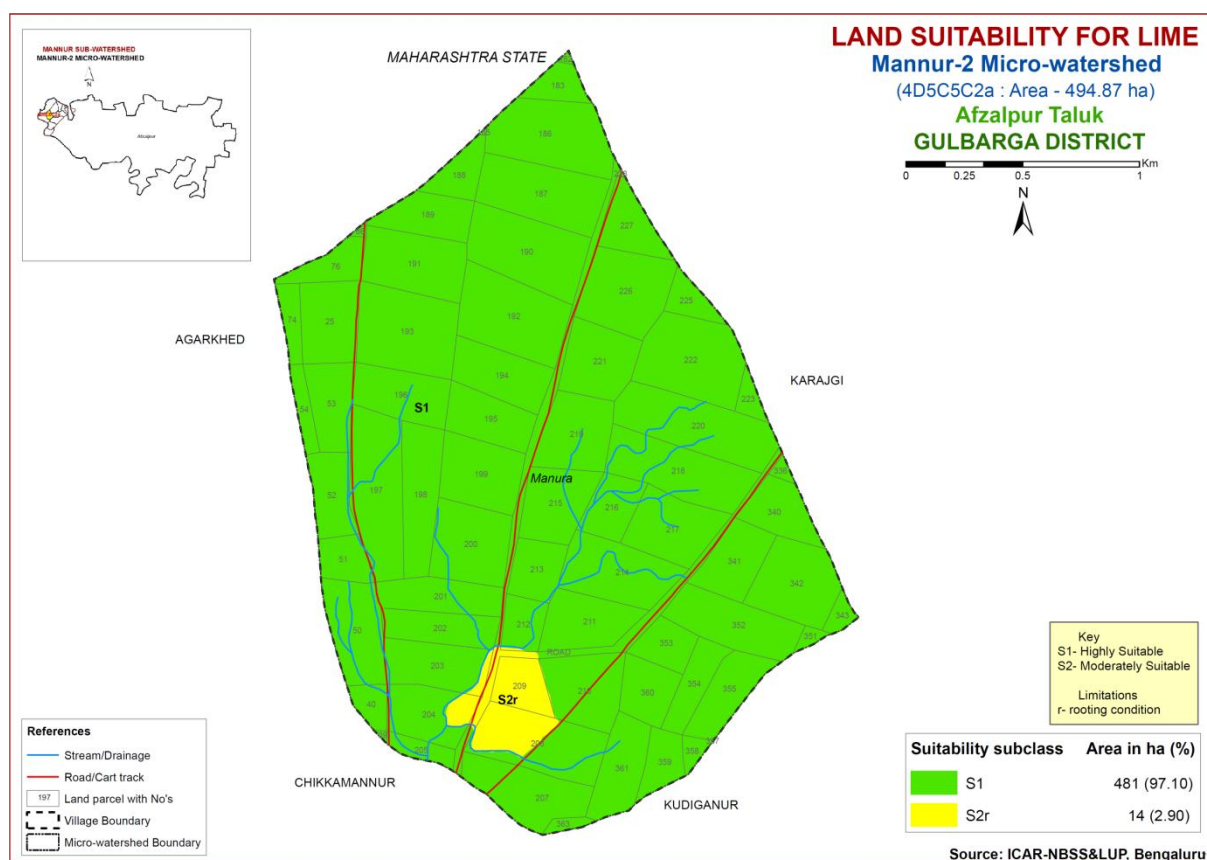 LAND SUITABILITY FOR LIME
Mannur-2 Micro-watershed
(4D5C5C2a : Area - 494.87 ha)
Afzalpur Taluk
GULBARGA DISTRICT
0 0.25 0.5 1 Km
N
MANNUR SUB-WATERSHED
MANNUR-2 MICRO-WATERSHED
N
Afzalpur
MAHARASHTRA STATE
183
186
188
187
227
189
190
76
191
226
225
74
25
192
AGARKHED
193
221
222
194
KARAJGI
223
53
54
S1
195
219
220
199
218
336
Manura
52
197
198
215
216
340
217
200
341
51
213
214
342
201
343
50
202
212
211
352
351
ROAD
353
203
209
S2r
210
360
354
355
40
204
205
208
358
359
361
207
363
CHIKKAMANNUR
KUDIGANUR
Key
S1- Highly Suitable
S2- Moderately Suitable
Limitations
r- rooting condition
References
Stream/Drainage
Road/Cart track
197 Land parcel with No's
Village Boundary
Micro-watershed Boundary
Suitability subclass Area in ha (%)
S1 481 (97.10)
S2r 14 (2.90)
Source: ICAR-NBSS&LUP, Bengaluru